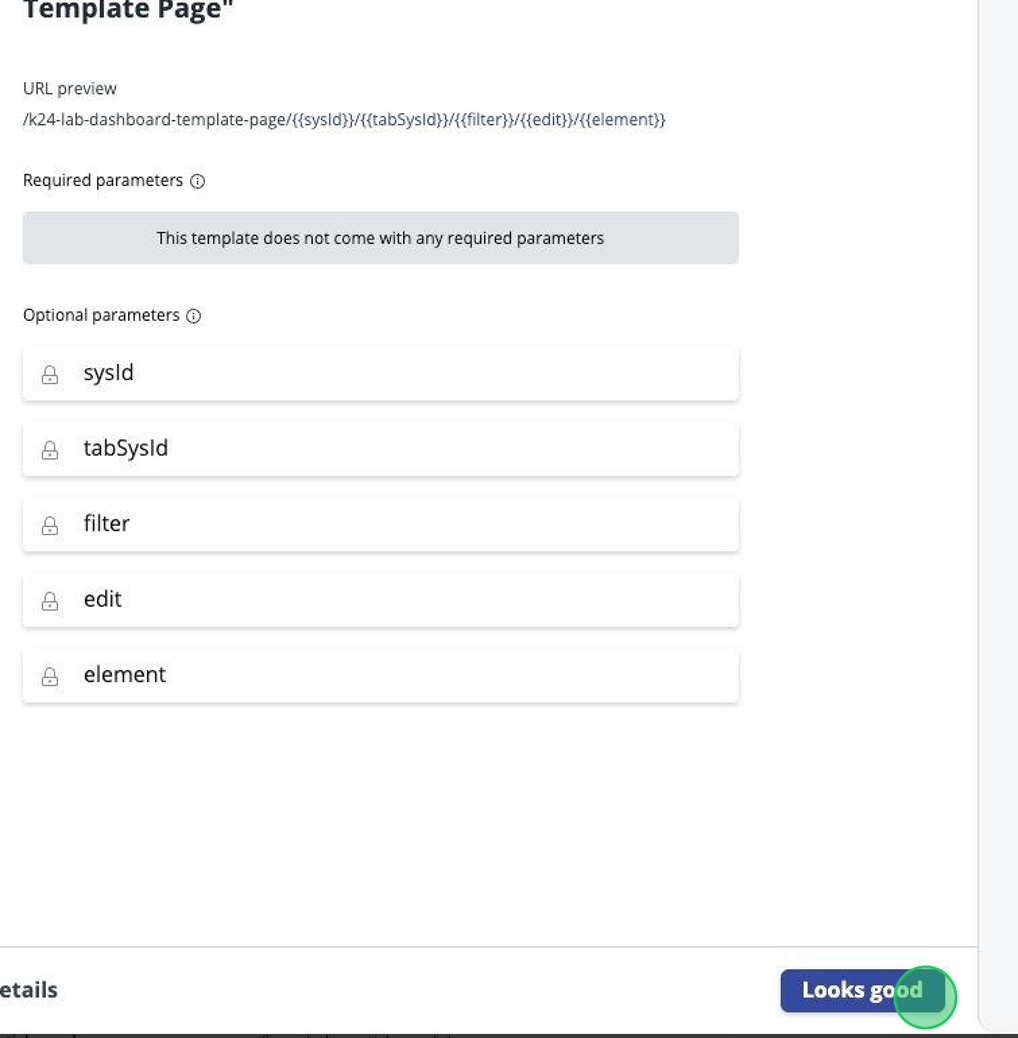 Template Page"
URL preview
/k24-lab-dashboard-template-page/{{sysId}}/{{tabSysId}}/{{filter}}/{{edit}}/{{element}}
Required parameters
This template does not come with any required parameters
Optional parameters
sysId
tabSysId
filter
edit
element
etails
Looks good